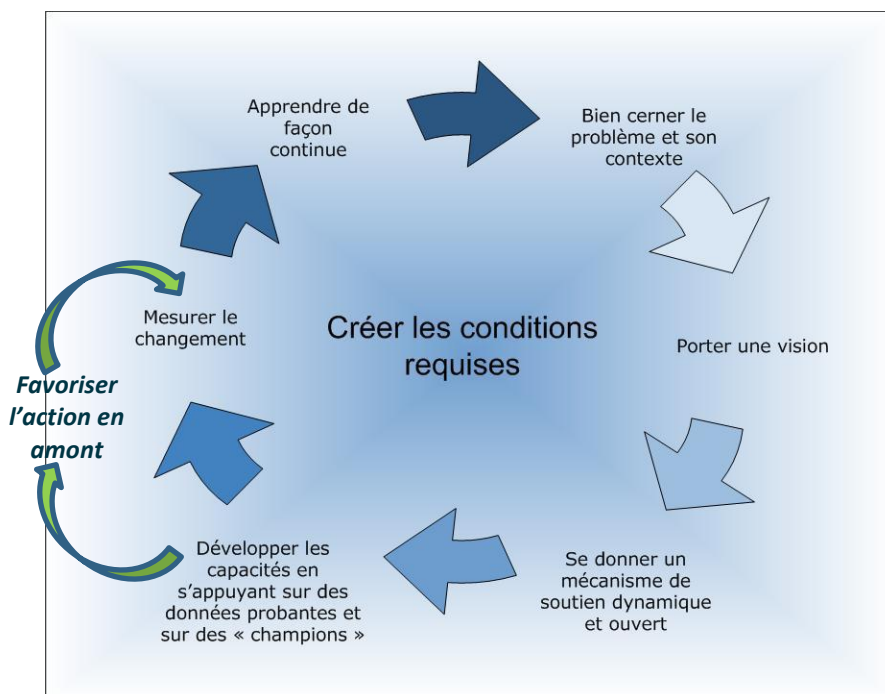 Apprendre de
façon
continue
Bien cerner le
problème et son
contexte
Mesurer le
changement
Créer les conditions
requises
Porter une vision
Favoriser
l’action en
amont
Développer les
capacités en
s’appuyant sur des
données probantes et
sur des « champions »
Se donner un
mécanisme de
soutien dynamique
et ouvert